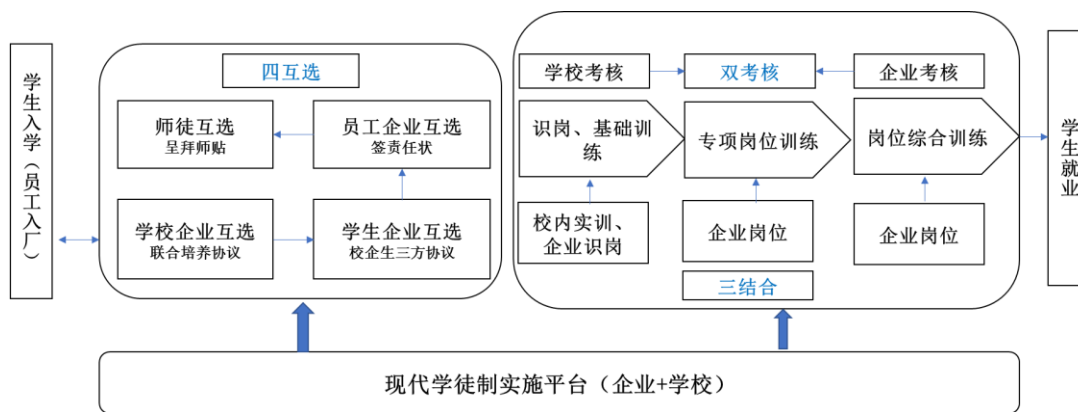 学生入学（员工入厂）
四互选
师徒互选
呈拜师贴
员工企业互选
签责任状
学校企业互选
联合培养协议
学生企业互选
校企生三方协议
学校考核
双考核
企业考核
识岗、基础训
练
专项岗位训练
岗位综合训练
校内实训、
企业识岗
企业岗位
企业岗位
三结合
学生就业
现代学徒制实施平台（企业+学校）